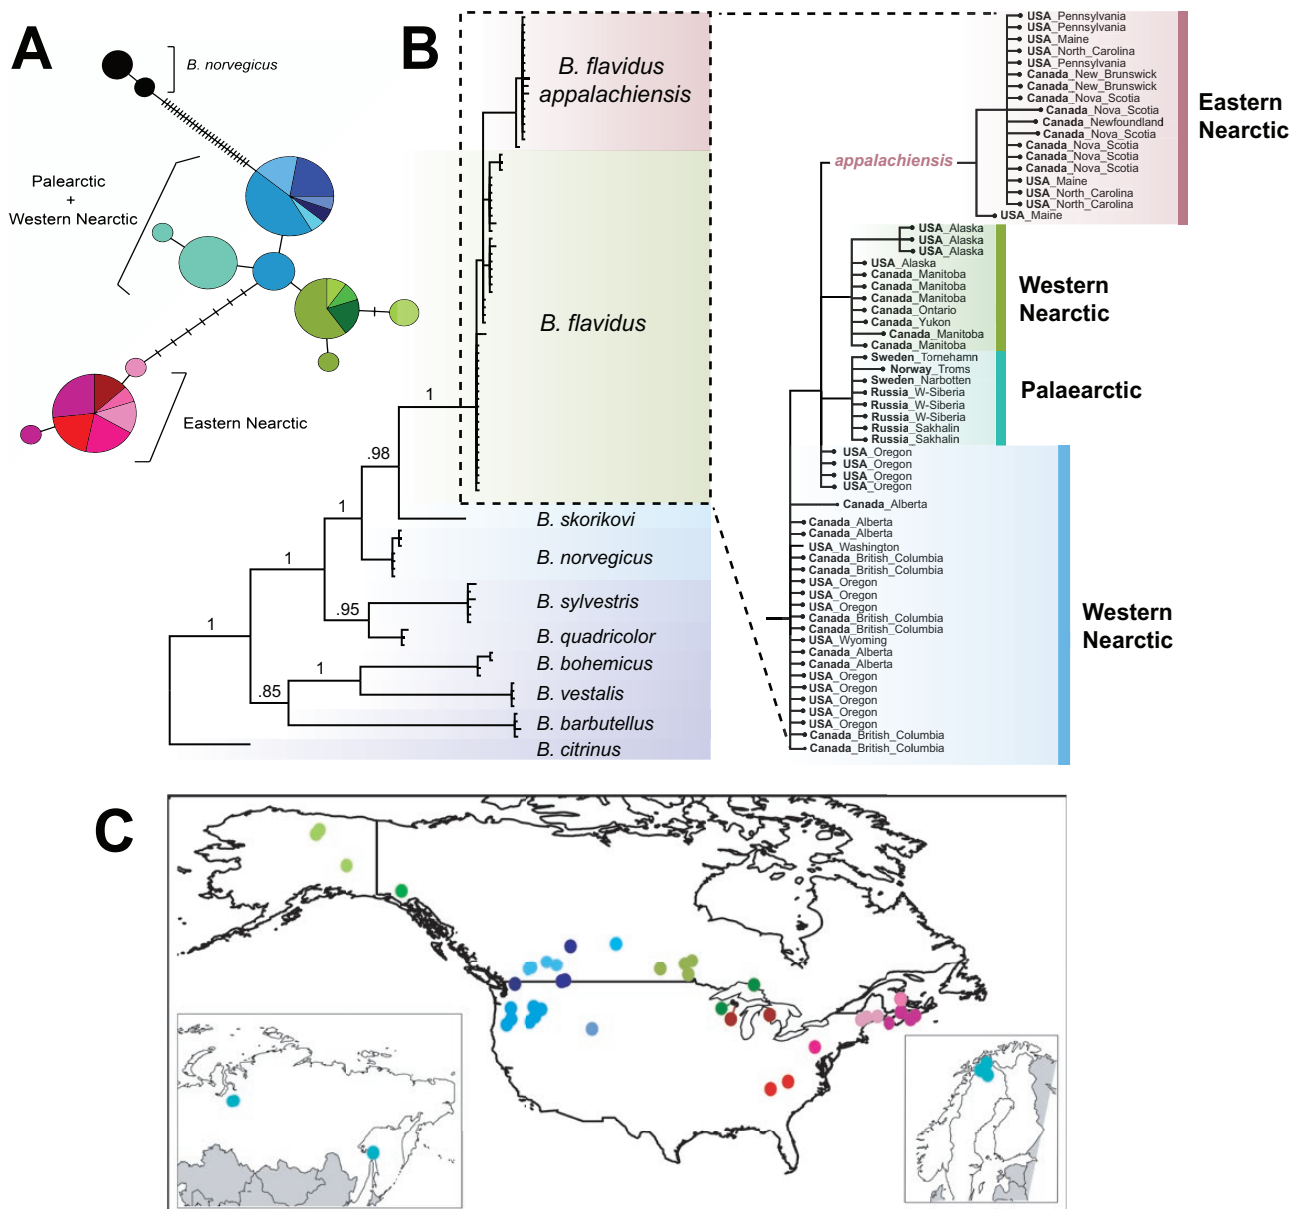 A
B. norvegicus
Palearctic
+
Western Nearctic
Eastern Nearctic
B
B. flavidus
appalachiensis
B. flavidus
B. skorikovi
B. norvegicus
B. sylvestris
B. quadricolor
B. bohemicus
B. vestalis
B. barbutellus
B. citrinus
1
.98
1
1
.95
1
1
.85
appalachiensis
USA_Pennsylvania
USA_Pennsylvania
USA_Maine
USA_North_Carolina
USA_Pennsylvania
Canada_New_Brunswick
Canada_New_Brunswick
Canada_Nova_Scotia
Canada_Nova_Scotia
Canada_Newfoundland
Canada_Nova_Scotia
Canada_Nova_Scotia
Canada_Nova_Scotia
Canada_Nova_Scotia
USA_Maine
USA_North_Carolina
USA_North_Carolina
USA_Maine
Eastern
Nearctic
USA_Alaska
USA_Alaska
USA_Alaska
USA_Alaska
Canada_Manitoba
Canada_Manitoba
Canada_Manitoba
Canada_Ontario
Canada_Yukon
Canada_Manitoba
Canada_Manitoba
Western
Nearctic
Sweden_Tornehamn
Norway_Troms
Sweden_Narbotten
Russia_W-Siberia
Russia_W-Siberia
Russia_W-Siberia
Russia_Sakhalin
Russia_Sakhalin
Palaearctic
USA_Oregon
USA_Oregon
USA_Oregon
USA_Oregon
Canada_Alberta
Canada_Alberta
Canada_Alberta
USA_Washington
Canada_British_Columbia
Canada_British_Columbia
USA_Oregon
USA_Oregon
USA_Oregon
Canada_British_Columbia
Canada_British_Columbia
USA_Wyoming
Canada_Alberta
Canada_Alberta
USA_Oregon
USA_Oregon
USA_Oregon
USA_Oregon
USA_Oregon
Canada_British_Columbia
Canada_British_Columbia
Western
Nearctic
C